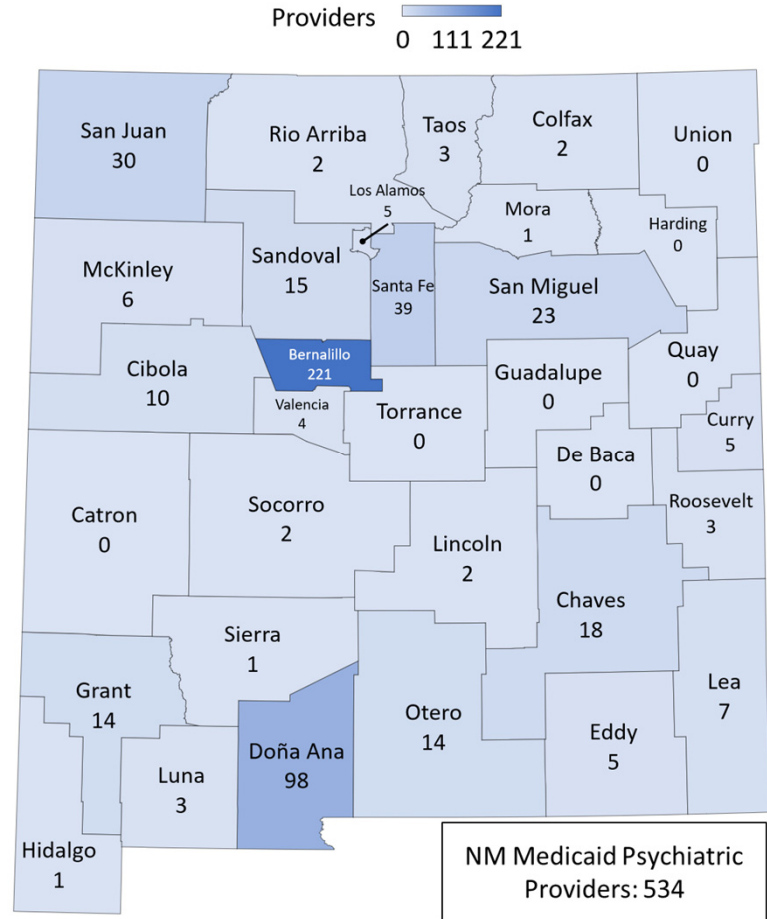 Providers
0 111 221
San Juan
30
Rio Arriba
2
Taos
3
Colfax
2
Union
0
Los Alamos
5
Mora
1
Harding
0
McKinley
6
Sandoval
15
Santa Fe
39
San Miguel
23
Cibola
10
Bernalillo
221
Valencia
4
Torrance
0
Guadalupe
0
Quay
0
Curry
5
De Baca
0
Roosevelt
3
Catron
0
Socorro
2
Lincoln
2
Chaves
18
Sierra
1
Grant
14
Doña Ana
98
Otero
14
Eddy
5
Lea
7
Luna
3
Hidalgo
1
NM Medicaid Psychiatric
Providers: 534